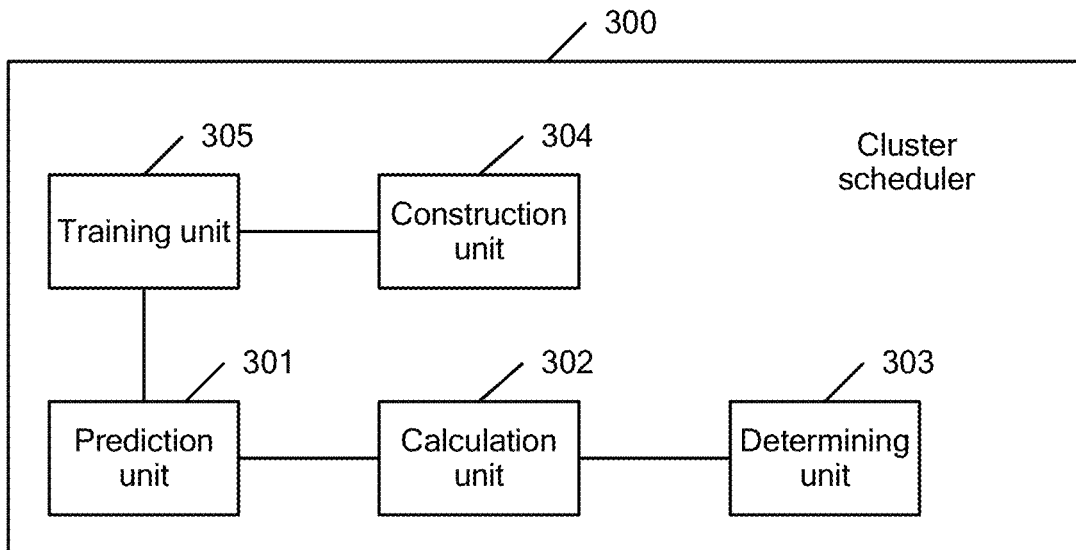 300
305
304
Cluster
scheduler
Training unit
Construction
unit
301
302
303
Prediction
unit
Calculation
unit
Determining
unit